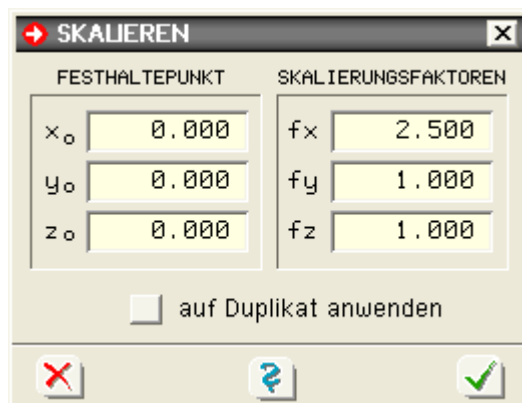 SKALIEREN
FESTHALTEPUNKT SKALIERUNGSFAKTOREN
xo 0.000 fx 2.500
yo 0.000 fy 1.000
zo 0.000 fz 1.000
auf Duplikat anwenden